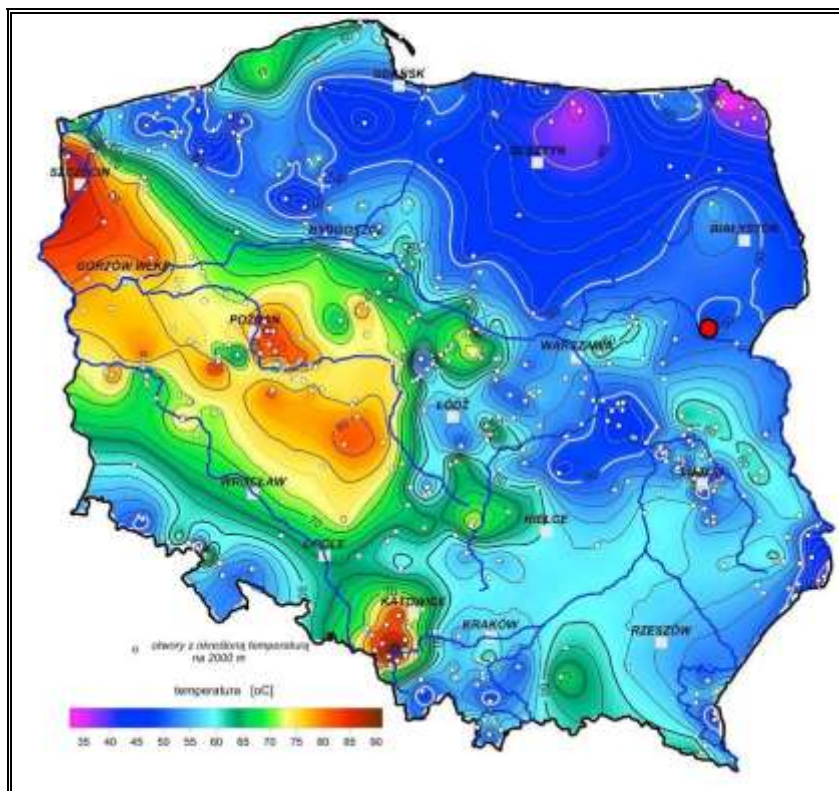 GDAŃSK
OLSZTYN
SZCZECIN
BYDGOSZCZ
BIAŁYSTOK
GORZÓW WLKP.
POZNAŃ
WARSZAWA
ŁÓDŹ
LUBLIN
WROCŁAW
KIELCE
OPOLE
KATOWICE
KRAKÓW
RZESZÓW
otwory z określoną temperaturą
na 2000 m
temperatura [oC]
35 40 45 50 55 60 65 70 75 80 85 90